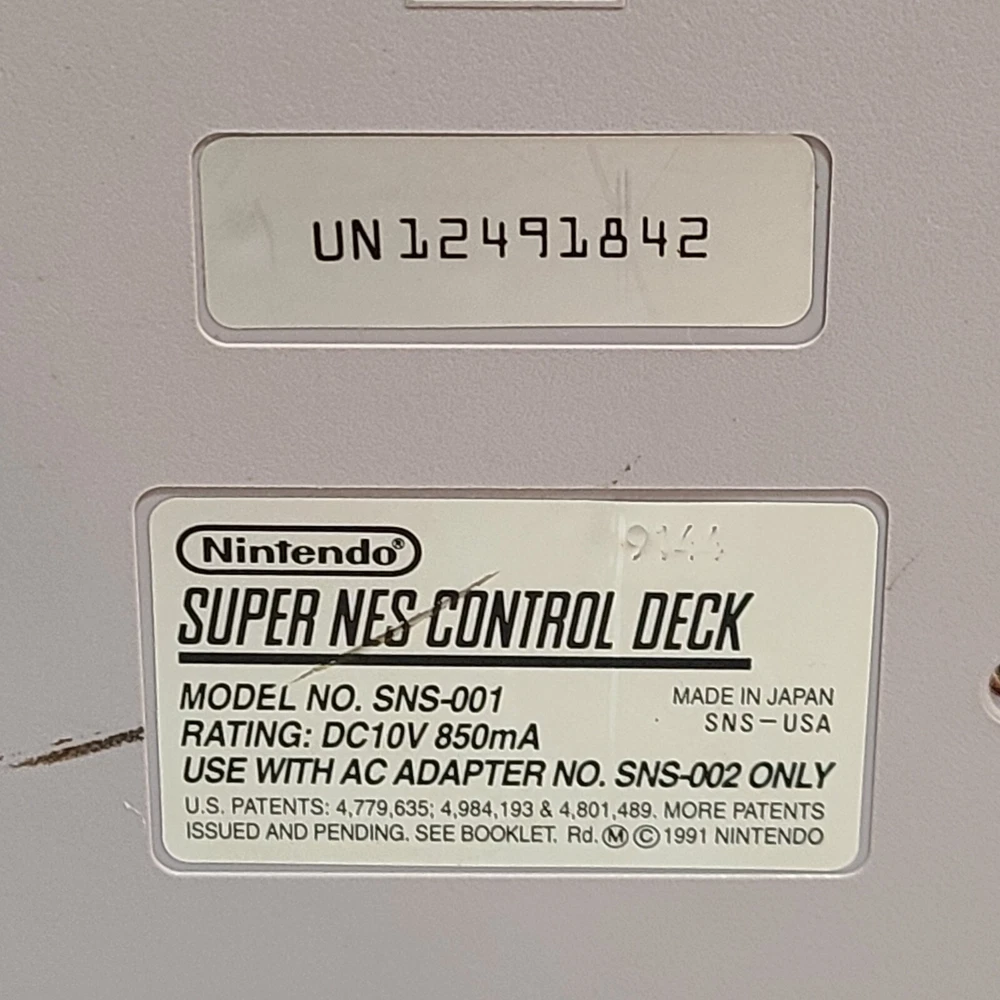 UN12491842
Nintendo®
SUPER NES CONTROL DECK
MODEL NO. SNS-001
MADE IN JAPAN
SNS-USA
RATING: DC10V 850mA
USE WITH AC ADAPTER NO. SNS-002 ONLY
U.S. PATENTS: 4,779,635; 4,984,193 & 4,801,489. MORE PATENTS
ISSUED AND PENDING. SEE BOOKLET. Rd. Ⓜ © 1991 NINTENDO